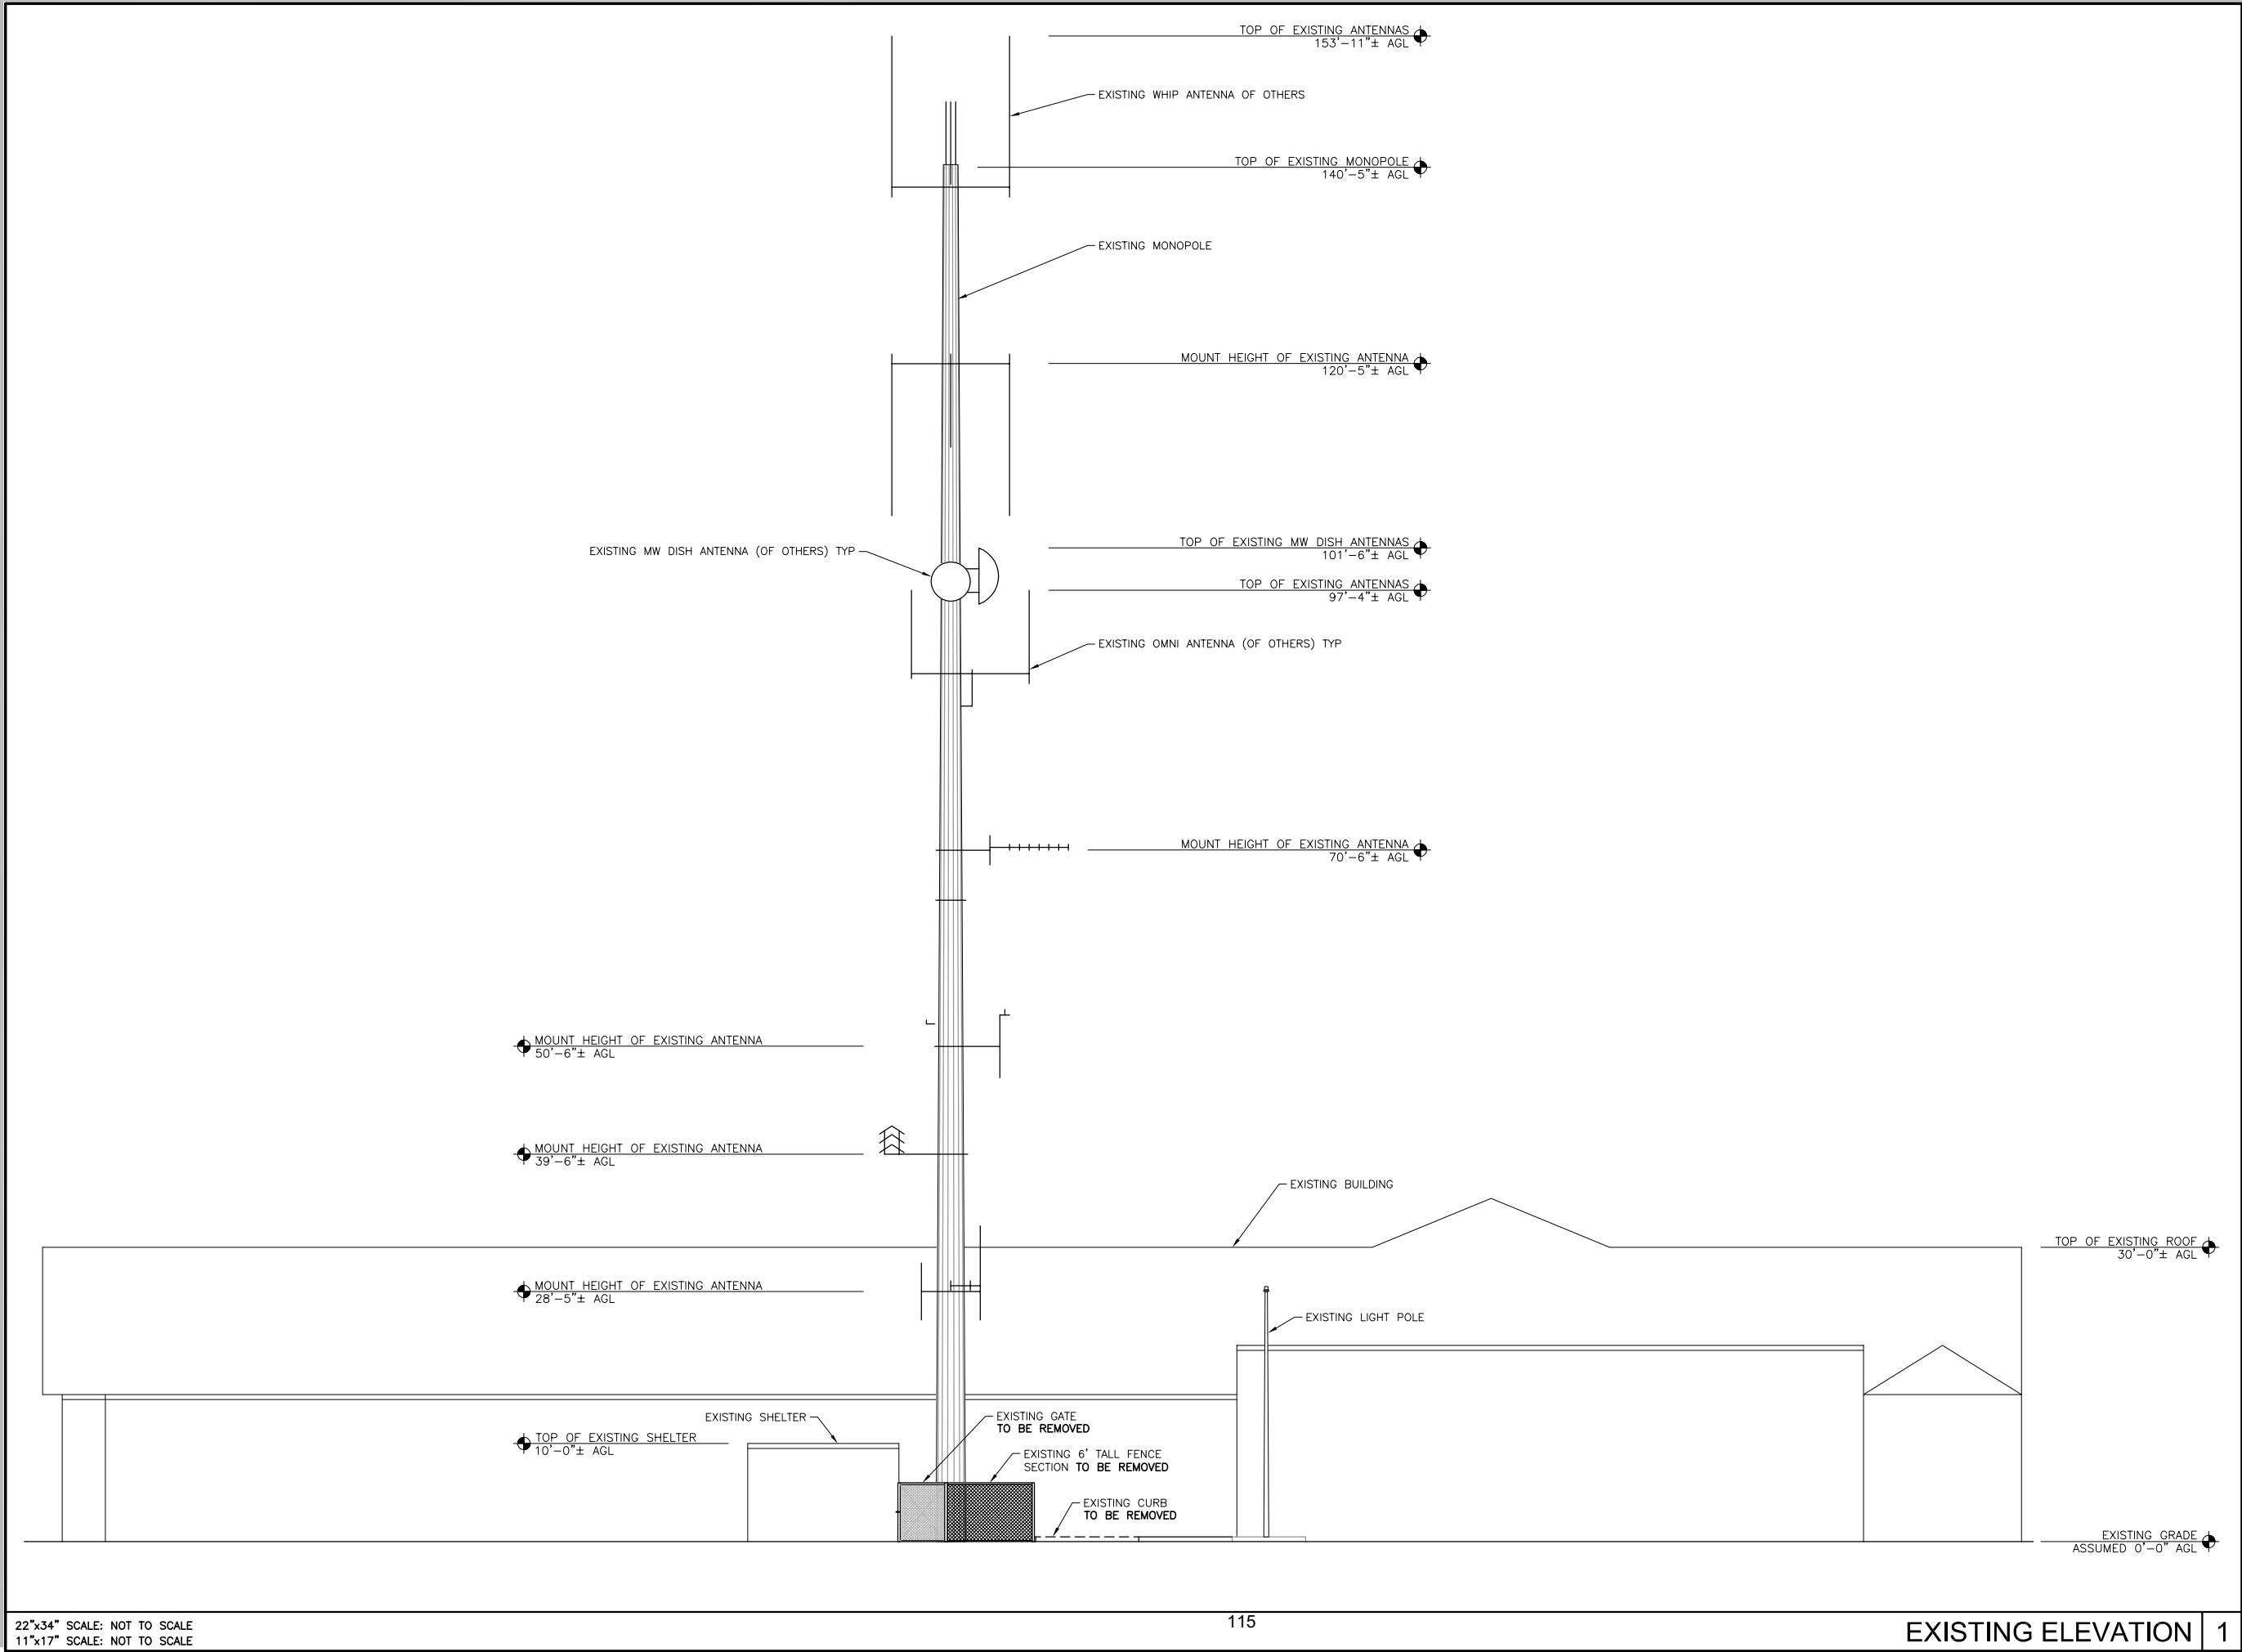 TOP OF EXISTING ANTENNAS
153'-11"± AGL
EXISTING WHIP ANTENNA OF OTHERS
TOP OF EXISTING MONOPOLE
140'-5"± AGL
EXISTING MONOPOLE
MOUNT HEIGHT OF EXISTING ANTENNA
120'-5"± AGL
EXISTING MW DISH ANTENNA (OF OTHERS) TYP
TOP OF EXISTING MW DISH ANTENNAS
101'-6"± AGL
TOP OF EXISTING ANTENNAS
97'-4"± AGL
EXISTING OMNI ANTENNA (OF OTHERS) TYP
MOUNT HEIGHT OF EXISTING ANTENNA
70'-6"± AGL
MOUNT HEIGHT OF EXISTING ANTENNA
50'-6"± AGL
MOUNT HEIGHT OF EXISTING ANTENNA
39'-6"± AGL
EXISTING BUILDING
TOP OF EXISTING ROOF
30'-0"± AGL
MOUNT HEIGHT OF EXISTING ANTENNA
28'-5"± AGL
EXISTING LIGHT POLE
EXISTING SHELTER
EXISTING GATE
TO BE REMOVED
TOP OF EXISTING SHELTER
10'-0"± AGL
EXISTING 6' TALL FENCE
SECTION TO BE REMOVED
EXISTING CURB
TO BE REMOVED
EXISTING GRADE
ASSUMED 0'-0" AGL
22"x34" SCALE: NOT TO SCALE
11"x17" SCALE: NOT TO SCALE
115
EXISTING ELEVATION 1